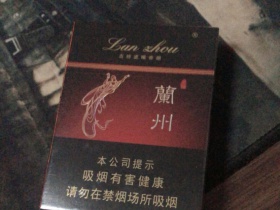 Lan zhou
蘭州
本公司提示
吸烟有害健康
请勿在禁烟场所吸烟